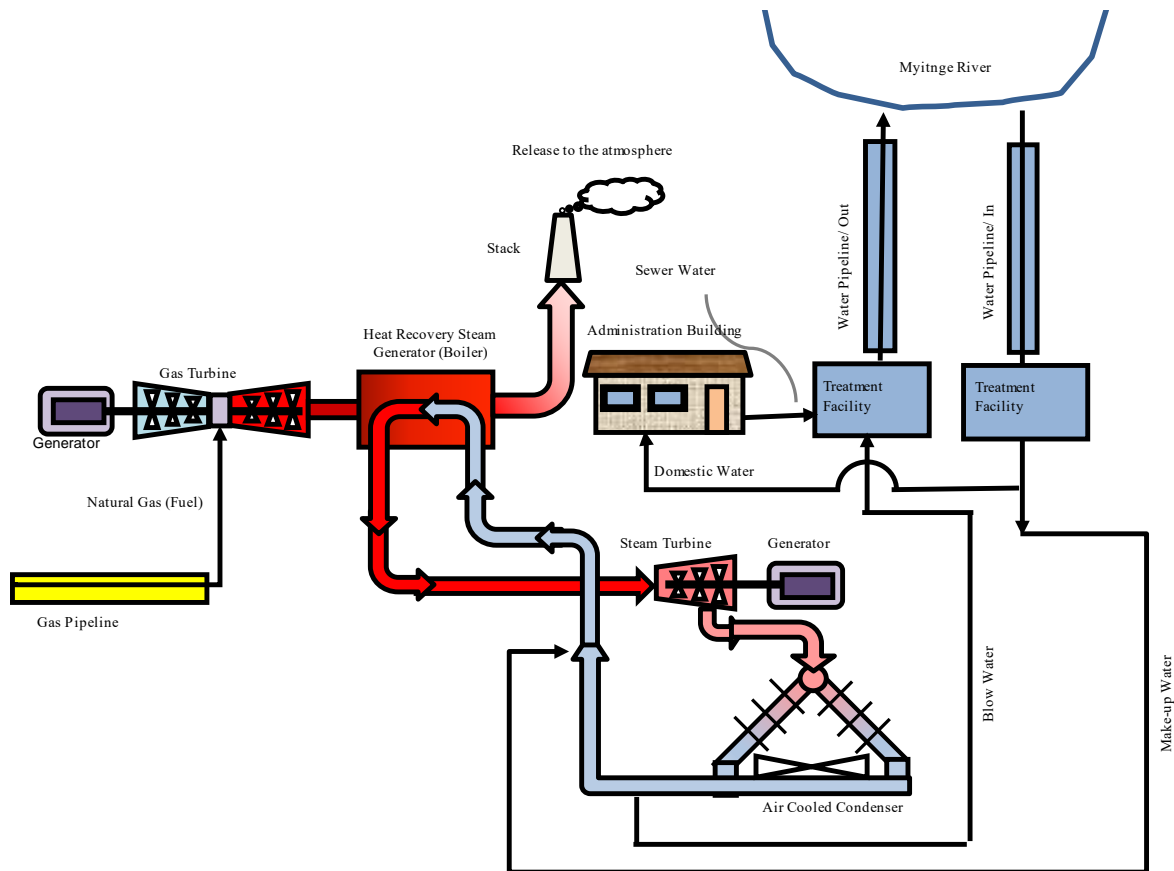 Myitnge River
Release to the atmosphere
Stack
Sewer Water
Water Pipeline/ Out
Water Pipeline/ In
Administration Building
Heat Recovery Steam
Generator (Boiler)
Gas Turbine
Treatment
Facility
Treatment
Facility
Generator
Domestic Water
Natural Gas (Fuel)
Steam Turbine
Generator
Gas Pipeline
Blow Water
Make-up Water
Air Cooled Condenser